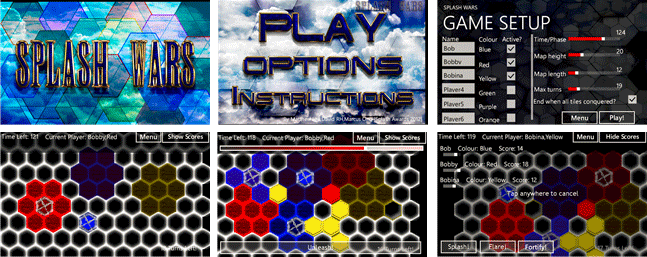 SPLASH WARS
PLAY
OPTIONS
INSTRUCTIONS
SPLASH WARS
GAME SETUP
Name Colour Active?
Bob Blue
Bobby Red
Bobina Yellow
Player4 Green
Player5 Purple
Player6 Orange
Time/Phase 124
Map height 20
Map length 12
Max turns 19
End when all tiles conquered?
Menu Play!
Time Left: 121 Current Player: Bobby,Red Menu Show Scores
Time Left: 118 Current Player: Bobby,Red Menu Show Scores
Unleash!
Time Left: 119 Current Player: Bobina,Yellow Menu Hide Scores
Bob Colour: Blue Score: 14
Bobby Colour: Red Score: 18
Bobina Colour: Yellow Score:
Tap anywhere to cancel
Splash! Flare! Fortify!